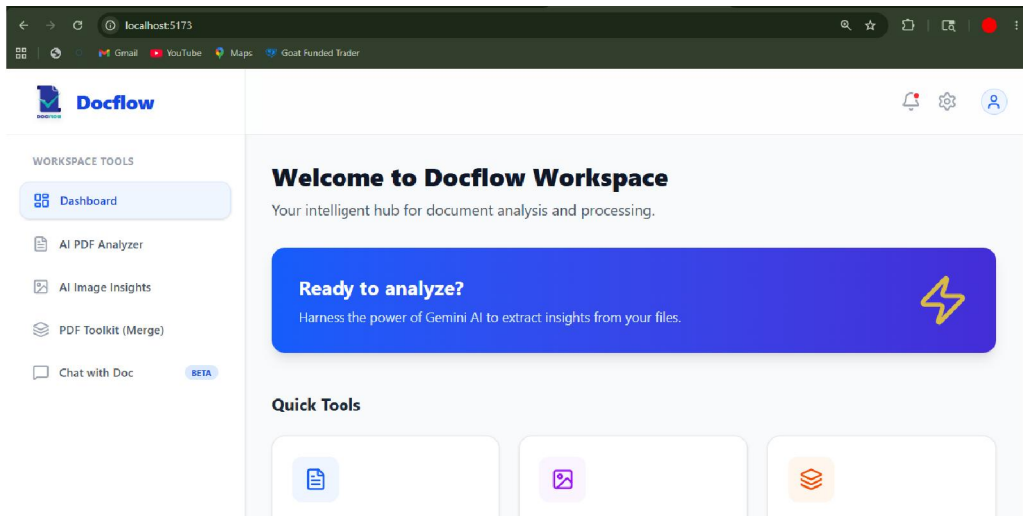 localhost:5173
Gmail YouTube Maps Goat Funded Trader
Docflow
WORKSPACE TOOLS
Dashboard
AI PDF Analyzer
AI Image Insights
PDF Toolkit (Merge)
Chat with Doc BETA
Welcome to Docflow Workspace
Your intelligent hub for document analysis and processing.
Ready to analyze?
Harness the power of Gemini AI to extract insights from your files.
Quick Tools